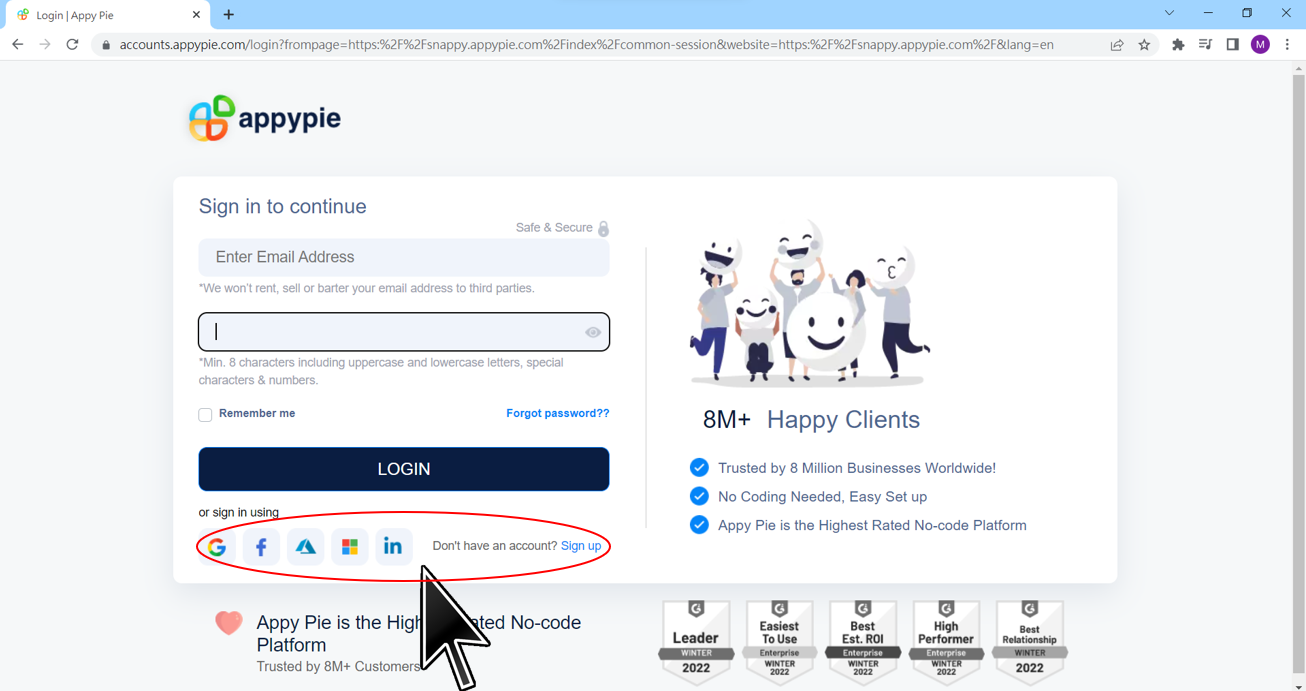 Login | Appy Pie
accounts.appypie.com/login?frompage=https:%2F%2Fsnappy.appypie.com%2Findex%2Fcommon-session&website=https:%2F%2Fsnappy.appypie.com%2F&lang=en
M
appypie
Sign in to continue
Safe & Secure
Enter Email Address
*We won't rent, sell or barter your email address to third parties.
*Min. 8 characters including uppercase and lowercase letters, special
characters & numbers.
Remember me
Forgot password??
LOGIN
or sign in using
G
f
in
Don't have an account? Sign up
8M+ Happy Clients
Trusted by 8 Million Businesses Worldwide!
No Coding Needed, Easy Set up
Appy Pie is the Highest Rated No-code Platform
Appy Pie is the High ated No-code
Platform
Trusted by 8M+ Customers
Leader
WINTER
2022
Easiest
To Use
Enterprise
WINTER
2022
Best
Est. ROI
Enterprise
WINTER
2022
High
Performer
Enterprise
WINTER
2022
Best
Relationship
WINTER
2022